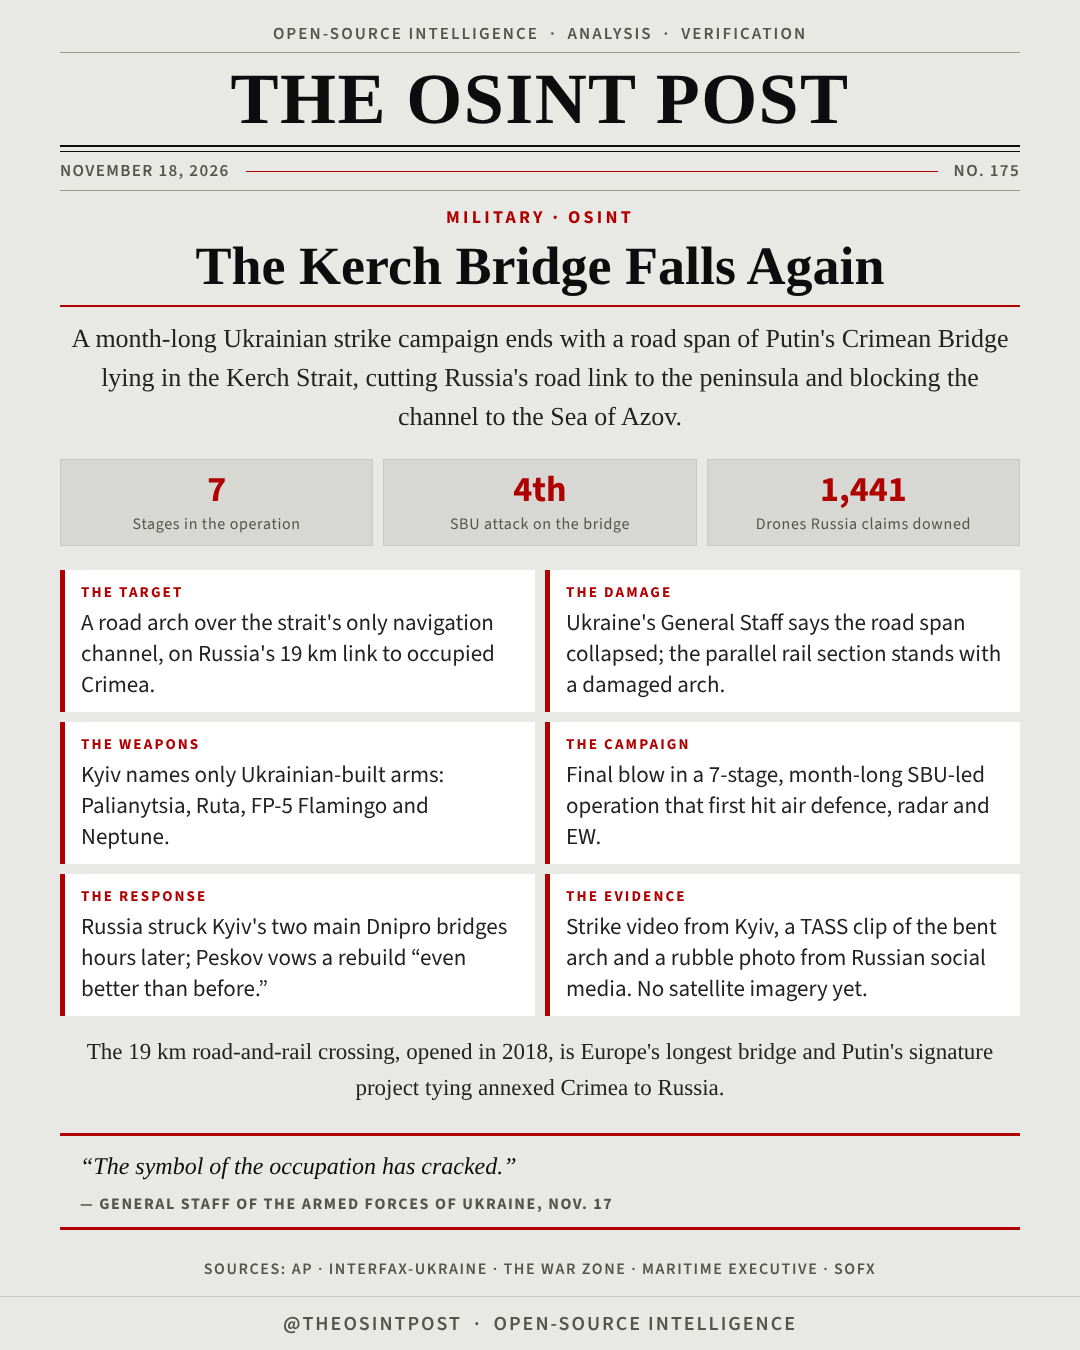 OPEN-SOURCE INTELLIGENCE · ANALYSIS · VERIFICATION
THE OSINT POST
NOVEMBER 18, 2026
NO. 175
MILITARY · OSINT
The Kerch Bridge Falls Again
A month-long Ukrainian strike campaign ends with a road span of Putin's Crimean Bridge
lying in the Kerch Strait, cutting Russia's road link to the peninsula and blocking the
channel to the Sea of Azov.
7
Stages in the operation
4th
SBU attack on the bridge
1,441
Drones Russia claims downed
THE TARGET
A road arch over the strait's only navigation
channel, on Russia's 19 km link to occupied
Crimea.
THE DAMAGE
Ukraine's General Staff says the road span
collapsed; the parallel rail section stands with
a damaged arch.
THE WEAPONS
Kyiv names only Ukrainian-built arms:
Palianytsia, Ruta, FP-5 Flamingo and
Neptune.
THE CAMPAIGN
Final blow in a 7-stage, month-long SBU-led
operation that first hit air defence, radar and
EW.
THE RESPONSE
Russia struck Kyiv's two main Dnipro bridges
hours later; Peskov vows a rebuild “even
better than before.”
THE EVIDENCE
Strike video from Kyiv, a TASS clip of the bent
arch and a rubble photo from Russian social
media. No satellite imagery yet.
The 19 km road-and-rail crossing, opened in 2018, is Europe's longest bridge and Putin's signature
project tying annexed Crimea to Russia.
“The symbol of the occupation has cracked.”
— GENERAL STAFF OF THE ARMED FORCES OF UKRAINE, NOV. 17
SOURCES: AP · INTERFAX-UKRAINE · THE WAR ZONE · MARITIME EXECUTIVE · SOFX
@THEOSINTPOST · OPEN-SOURCE INTELLIGENCE